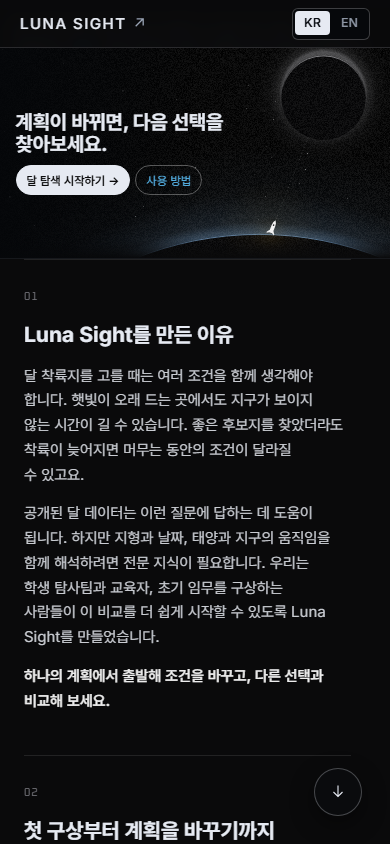 LUNA SIGHT ↗
KR EN
계획이 바뀌면, 다음 선택을
찾아보세요.
달 탐색 시작하기 → 사용 방법
01
Luna Sight를 만든 이유
달 착륙지를 고를 때는 여러 조건을 함께 생각해야
합니다. 햇빛이 오래 드는 곳에서도 지구가 보이지
않는 시간이 길 수 있습니다. 좋은 후보지를 찾았더라도
착륙이 늦어지면 머무는 동안의 조건이 달라질
수 있고요.
공개된 달 데이터는 이런 질문에 답하는 데 도움이
됩니다. 하지만 지형과 날짜, 태양과 지구의 움직임을
함께 해석하려면 전문 지식이 필요합니다. 우리는
학생 탐사팀과 교육자, 초기 임무를 구상하는
사람들이 이 비교를 더 쉽게 시작할 수 있도록 Luna
Sight를 만들었습니다.
하나의 계획에서 출발해 조건을 바꾸고, 다른 선택과
비교해 보세요.
02
첫 구상부터 계획을 바꾸기까지